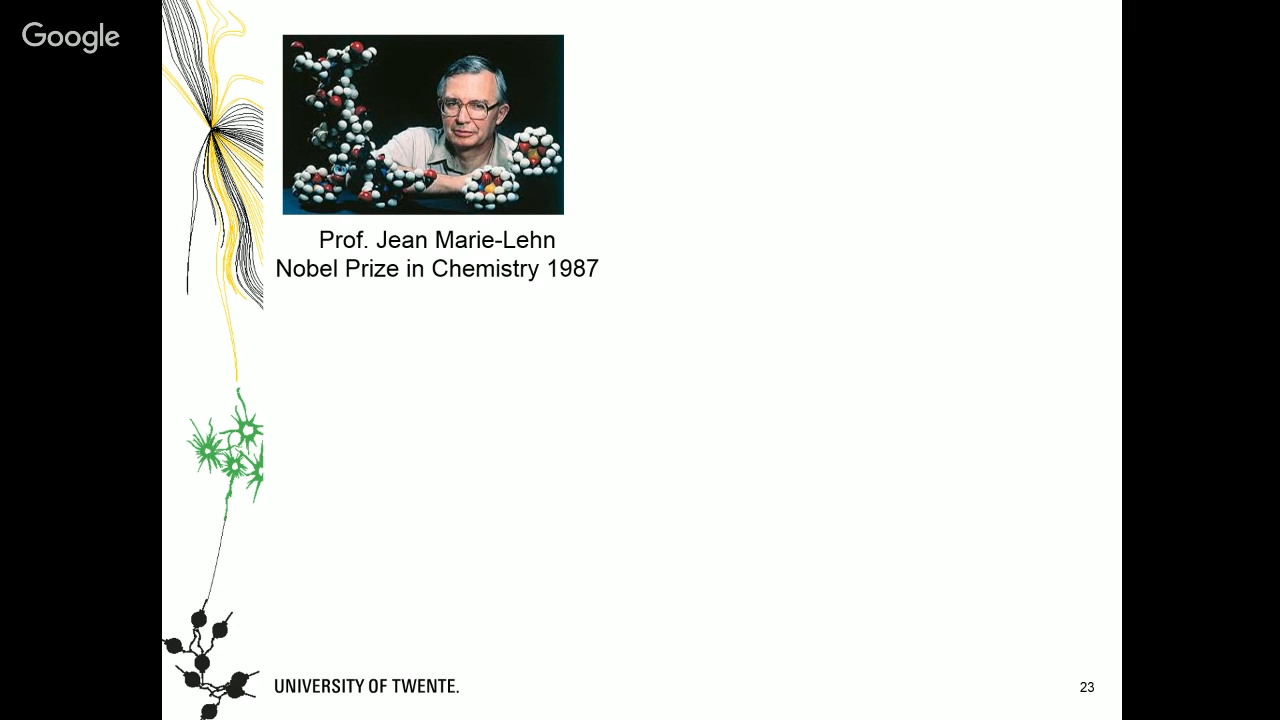 Google
Prof. Jean Marie-Lehn
Nobel Prize in Chemistry 1987
UNIVERSITY OF TWENTE.
23